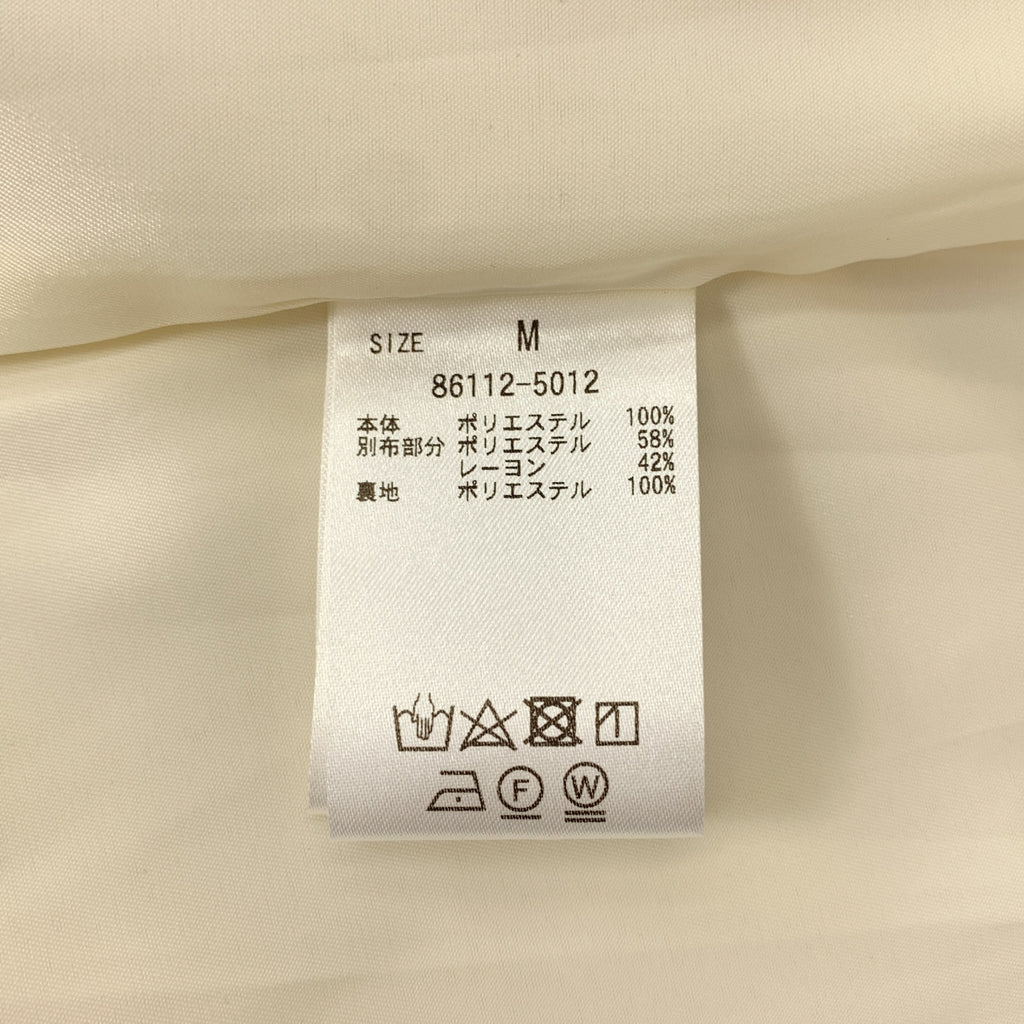 SIZE M
86112-5012
本体 ポリエステル 100%
別布部分 ポリエステル 58%
レーヨン 42%
裏地 ポリエステル 100%
F W